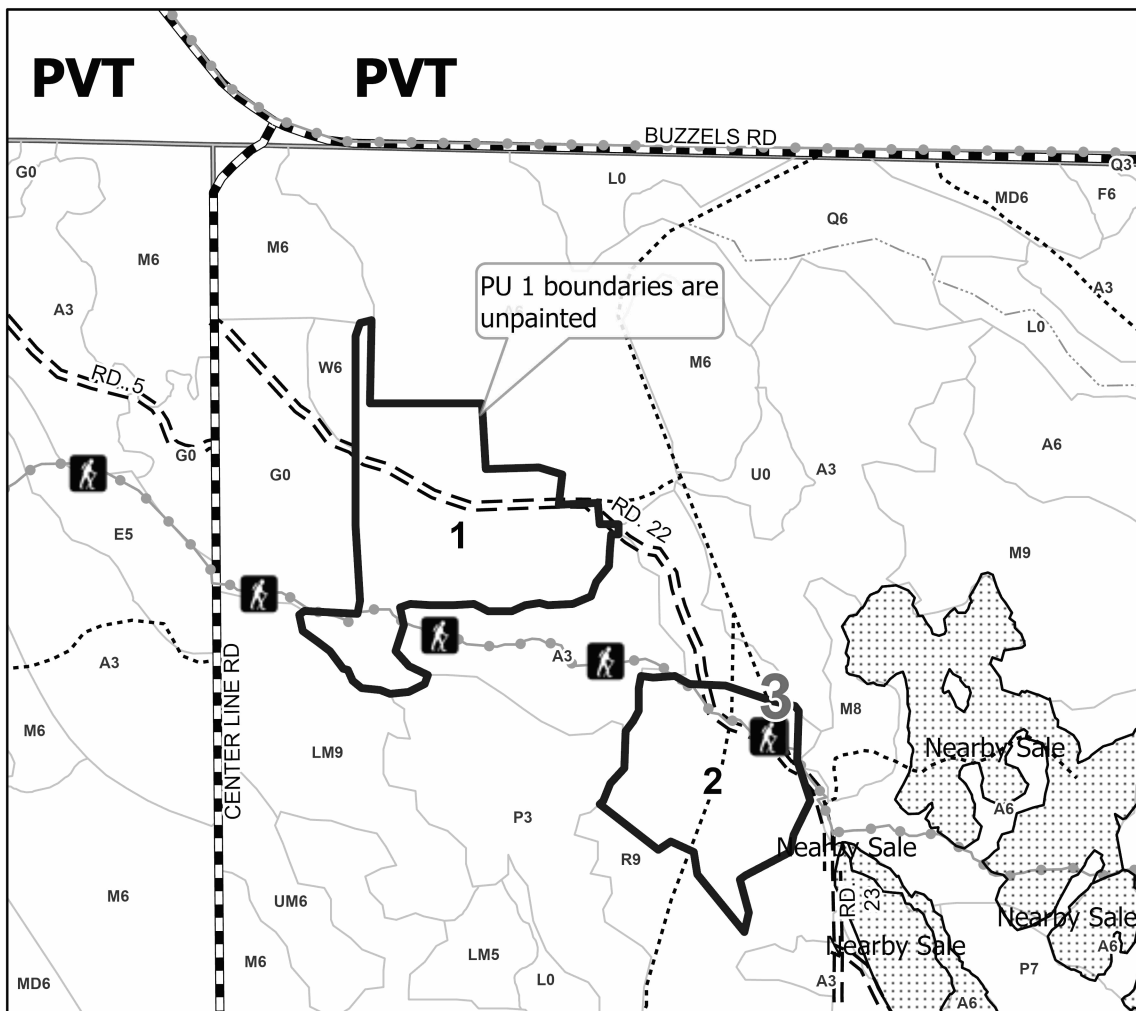 PVT
PVT
BUZZELS RD
Q3
G0
L0
MD6
F6
Q6
M6
M6
A3
A3
PU 1 boundaries are
unpainted
L0
RD. 5
W6
M6
A6
G0
G0
U0
A3
RD. 22
1
E5
M9
A3
A3
3
CENTER LINE RD
M8
M6
LM9
Nearby Sale
2
A6
P3
Nearby Sale
R9
M6
UM6
RD.
23
Nearby Sale
Nearby Sale
A6
M6
LM5
P7
MD6
L0
A3
A6